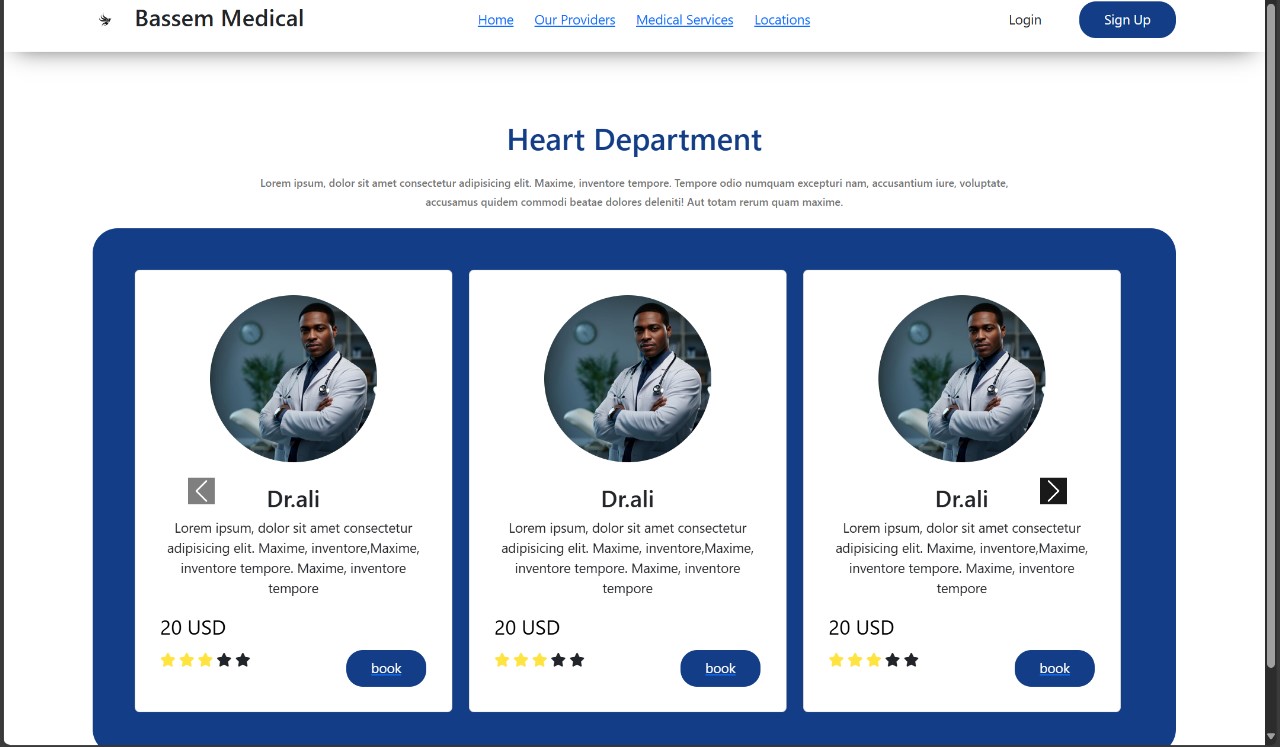 Bassem Medical
Home Our Providers Medical Services Locations
Login
Sign Up
Heart Department
Lorem ipsum, dolor sit amet consectetur adipisicing elit. Maxime, inventore tempore. Tempore odio numquam excepturi nam, accusantium iure, voluptate,
accusamus quidem commodi beatae dolores deleniti! Aut totam rerum quam maxime.
Dr.ali
Lorem ipsum, dolor sit amet consectetur
adipisicing elit. Maxime, inventore,Maxime,
inventore tempore. Maxime, inventore
tempore
20 USD
book
Dr.ali
Lorem ipsum, dolor sit amet consectetur
adipisicing elit. Maxime, inventore,Maxime,
inventore tempore. Maxime, inventore
tempore
20 USD
book
Dr.ali
Lorem ipsum, dolor sit amet consectetur
adipisicing elit. Maxime, inventore,Maxime,
inventore tempore. Maxime, inventore
tempore
20 USD
book